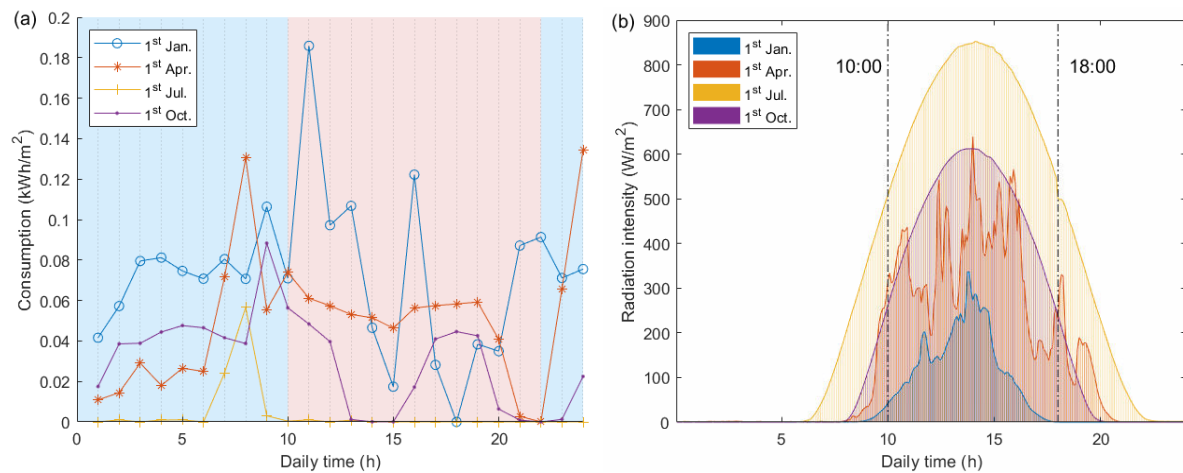 (a)
0.2
0.18
0.16
0.14
0.12
0.1
0.08
0.06
0.04
0.02
0
Consumption (kWh/m²)
1st Jan.
1st Apr.
1st Jul.
1st Oct.
0 5 10 15 20
Daily time (h)
(b)
900
800
700
600
500
400
300
200
100
0
Radiation intensity (W/m²)
1st Jan.
1st Apr.
1st Jul.
1st Oct.
10:00
18:00
5 10 15 20
Daily time (h)